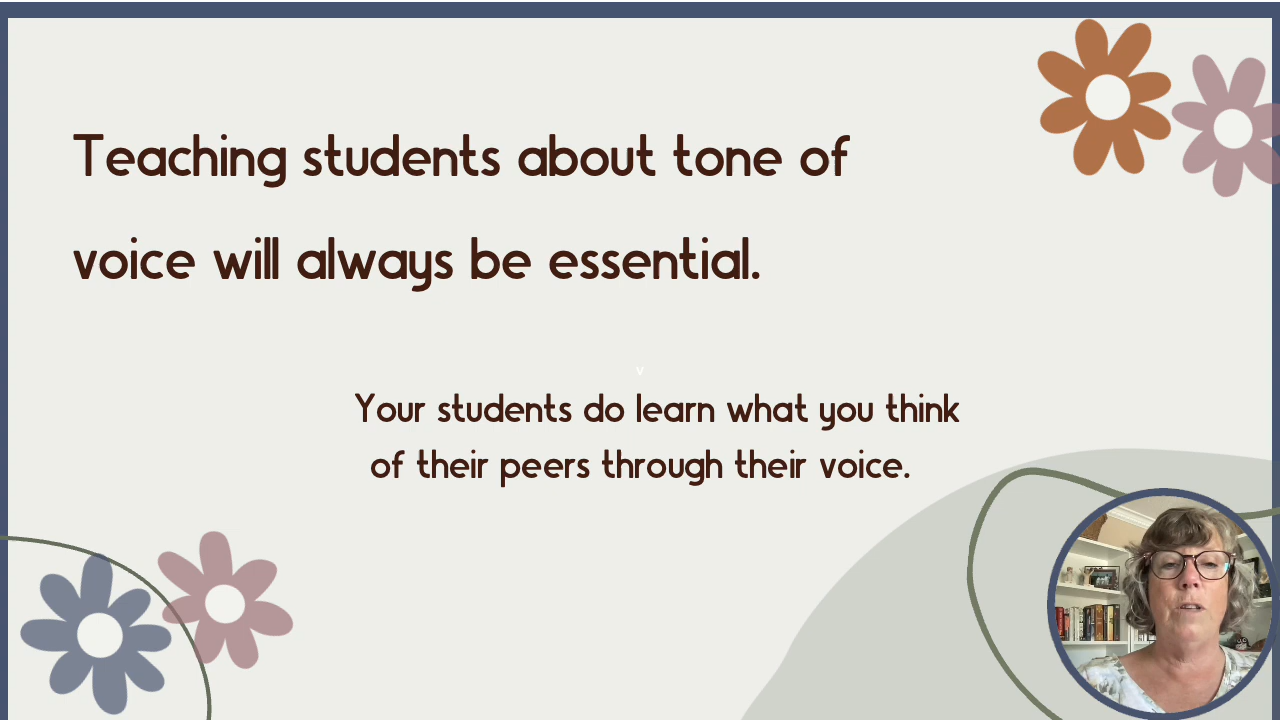 Teaching students about tone of
voice will always be essential.
v
Your students do learn what you think
of their peers through their voice.